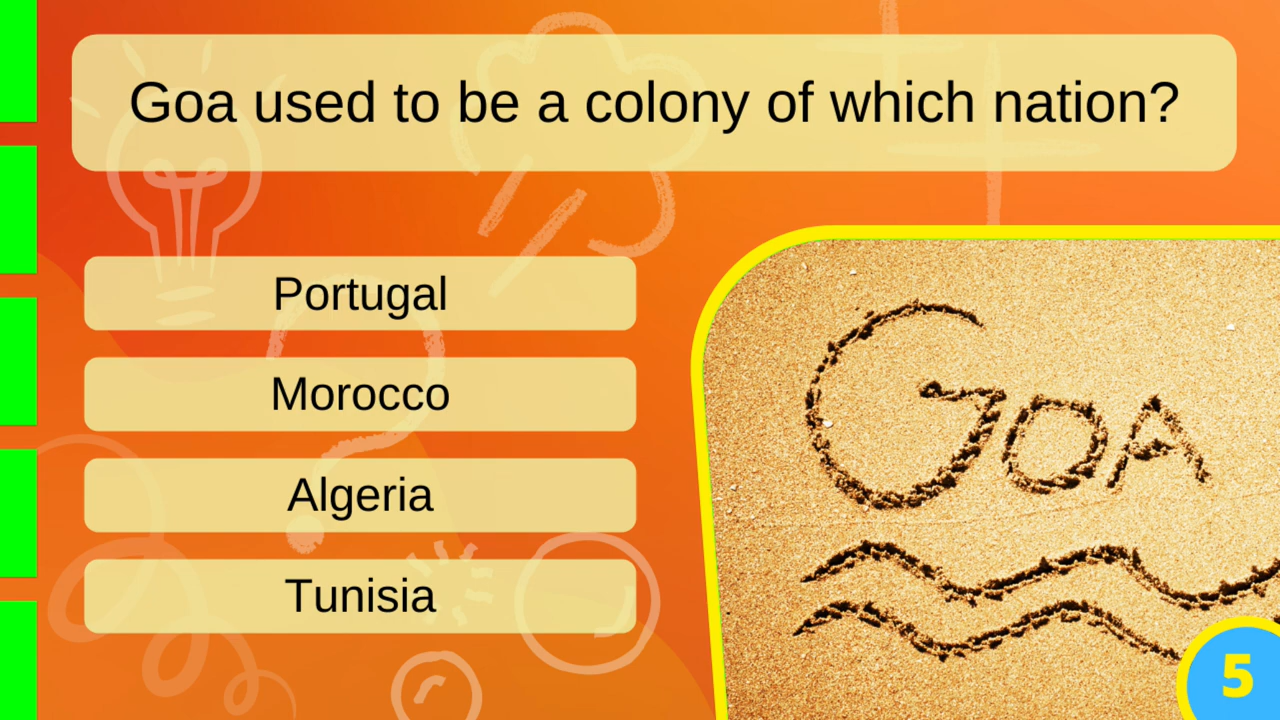 Goa used to be a colony of which nation?
Portugal
Morocco
Algeria
Tunisia
GOA
5